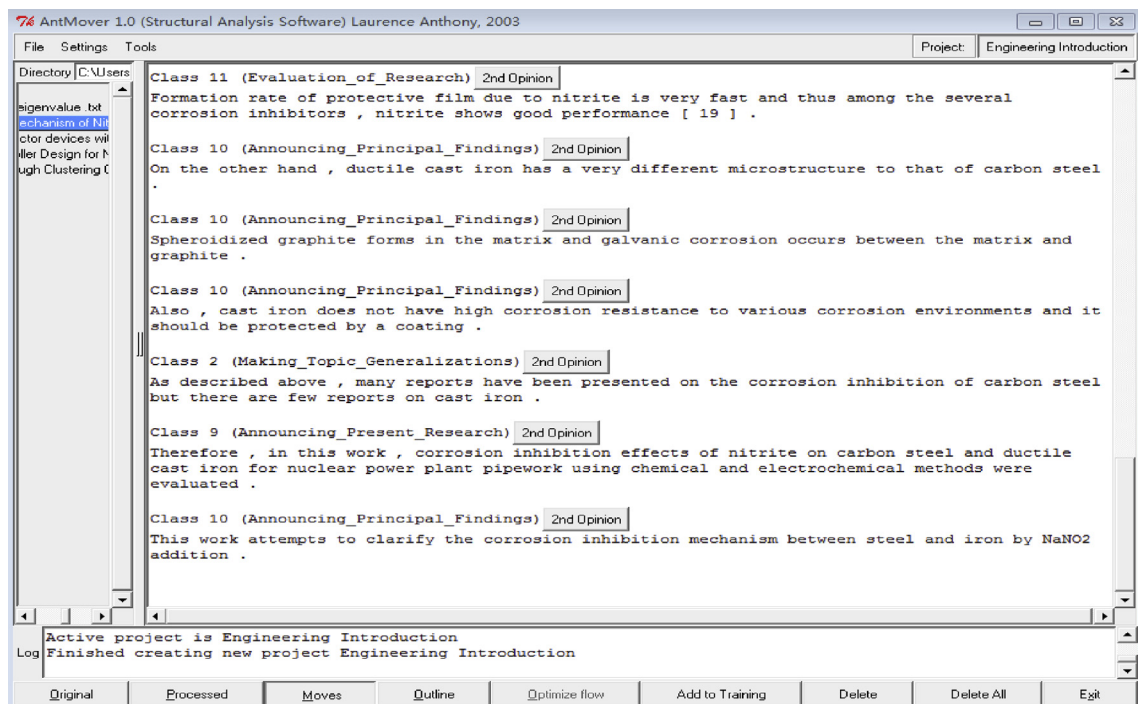 AntMover 1.0 (Structural Analysis Software) Laurence Anthony, 2003
File Settings Tools
Project: Engineering Introduction
Directory C:\Users
eigenvalue .txt
echanism of Nit
ctor devices wil
ller Design for N
ugh Clustering C
Class 11 (Evaluation_of_Research) 2nd Opinion
Formation rate of protective film due to nitrite is very fast and thus among the several
corrosion inhibitors , nitrite shows good performance [ 19 ] .
Class 10 (Announcing_Principal_Findings) 2nd Opinion
On the other hand , ductile cast iron has a very different microstructure to that of carbon steel
.
Class 10 (Announcing_Principal_Findings) 2nd Opinion
Spheroidized graphite forms in the matrix and galvanic corrosion occurs between the matrix and
graphite .
Class 10 (Announcing_Principal_Findings) 2nd Opinion
Also , cast iron does not have high corrosion resistance to various corrosion environments and it
should be protected by a coating .
Class 2 (Making_Topic_Generalizations) 2nd Opinion
As described above , many reports have been presented on the corrosion inhibition of carbon steel
but there are few reports on cast iron .
Class 9 (Announcing_Present_Research) 2nd Opinion
Therefore , in this work , corrosion inhibition effects of nitrite on carbon steel and ductile
cast iron for nuclear power plant pipework using chemical and electrochemical methods were
evaluated .
Class 10 (Announcing_Principal_Findings) 2nd Opinion
This work attempts to clarify the corrosion inhibition mechanism between steel and iron by NaNO2
addition .
Log
Active project is Engineering Introduction
Finished creating new project Engineering Introduction
Original Processed Moves Outline Optimize flow Add to Training Delete Delete All Exit